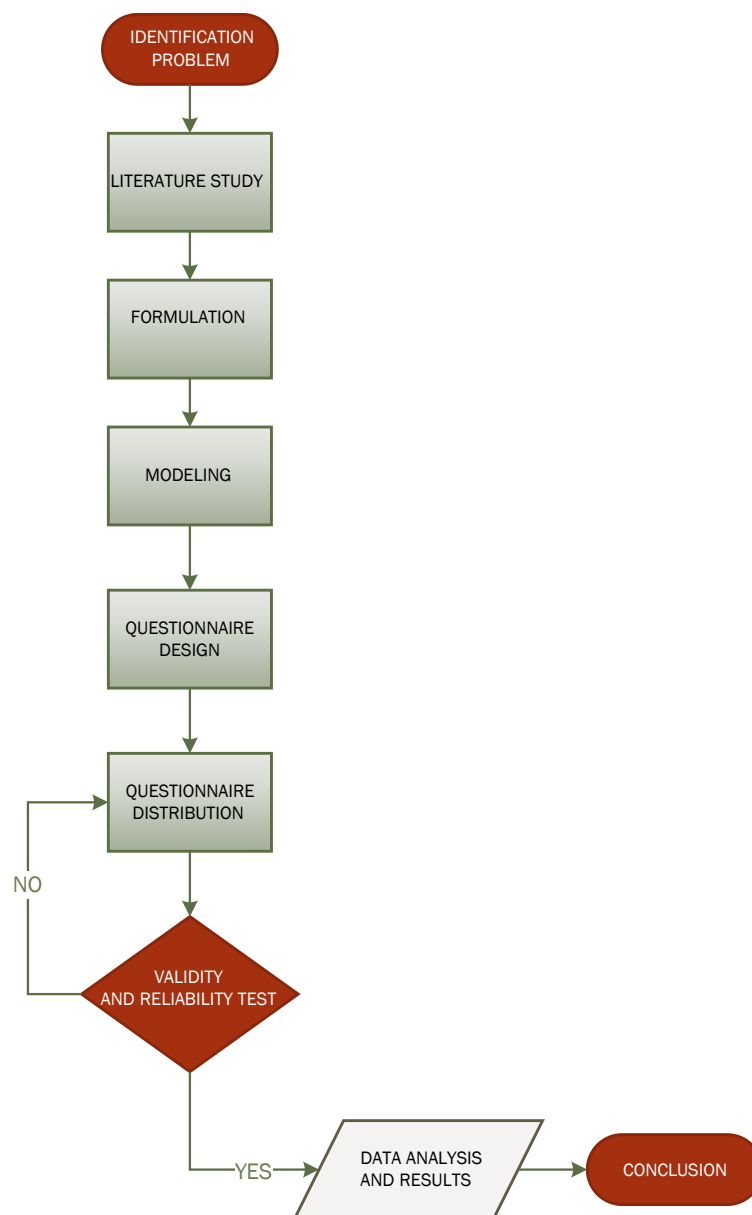 IDENTIFICATION
PROBLEM
LITERATURE STUDY
FORMULATION
MODELING
QUESTIONNAIRE
DESIGN
QUESTIONNAIRE
DISTRIBUTION
NO
VALIDITY
AND RELIABILITY TEST
YES
DATA ANALYSIS
AND RESULTS
CONCLUSION